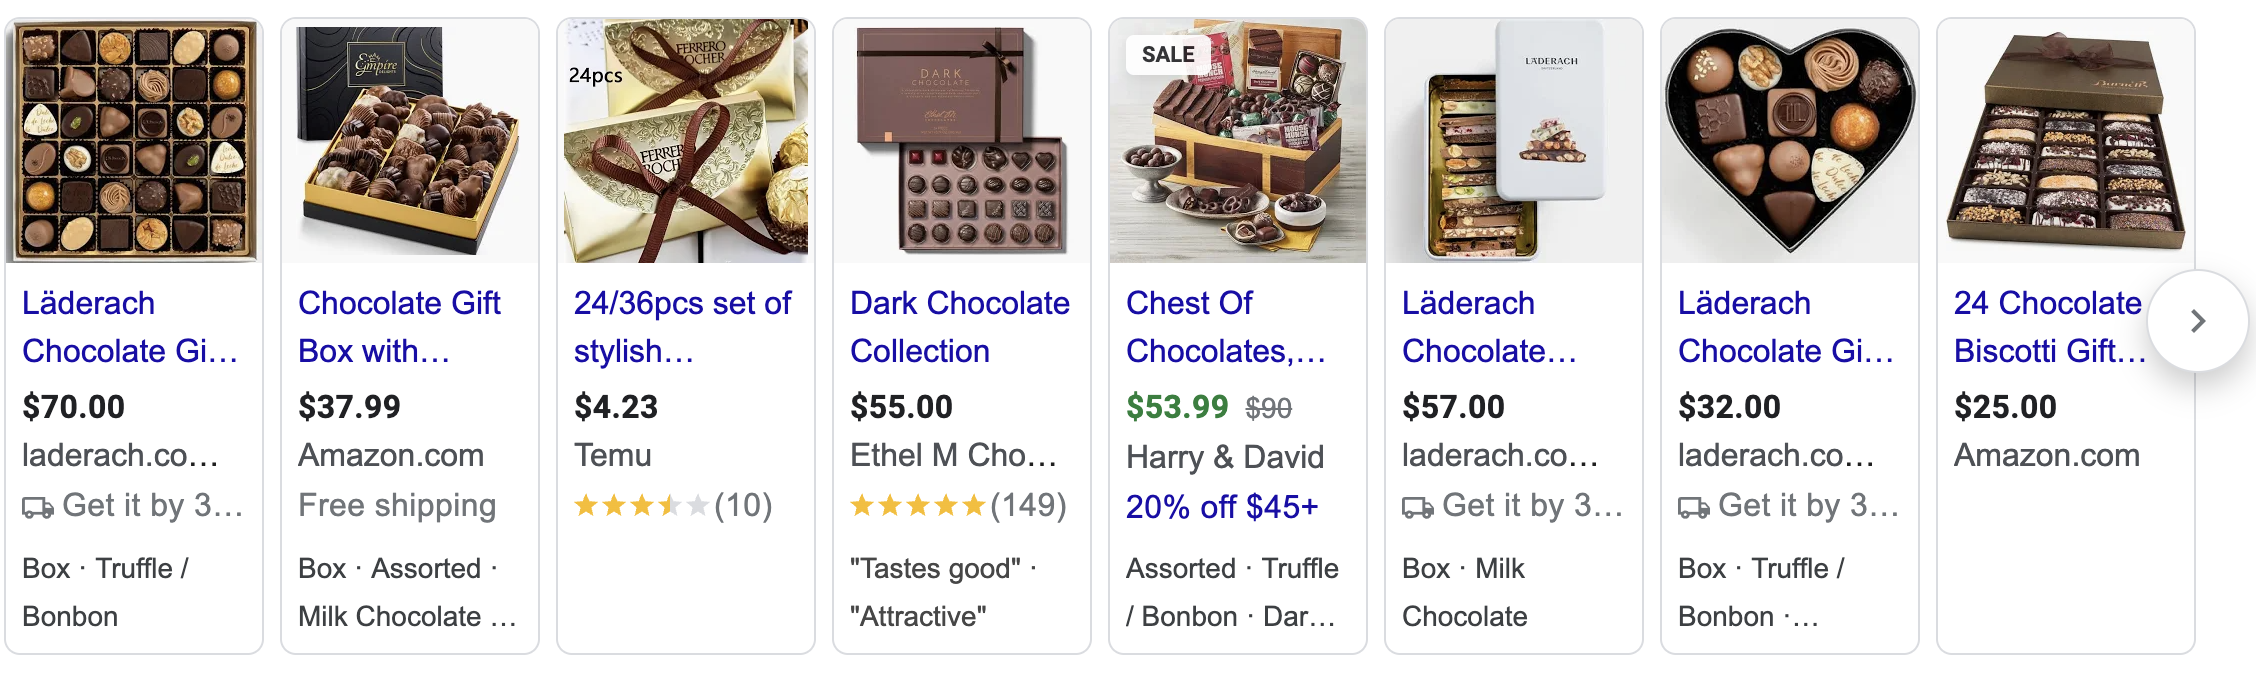 Empire
24pcs
FERRERO
ROCHER
FERRERO
ROCHER
DARK
CHOCOLATE
SALE
LÄDERACH
Läderach
Chocolate Gi...
$70.00
laderach.co...
Get it by 3...
Box · Truffle /
Bonbon
Chocolate Gift
Box with...
$37.99
Amazon.com
Free shipping
Box · Assorted ·
Milk Chocolate ...
24/36pcs set of
stylish...
$4.23
Temu
(10)
Dark Chocolate
Collection
$55.00
Ethel M Cho...
(149)
"Tastes good" ·
"Attractive"
Chest Of
Chocolates,...
$53.99 $90
Harry & David
20% off $45+
Assorted · Truffle
/ Bonbon · Dar...
Läderach
Chocolate...
$57.00
laderach.co...
Get it by 3...
Box · Milk
Chocolate
Läderach
Chocolate Gi...
$32.00
laderach.co...
Get it by 3...
Box · Truffle /
Bonbon ·...
24 Chocolate
Biscotti Gift...
$25.00
Amazon.com